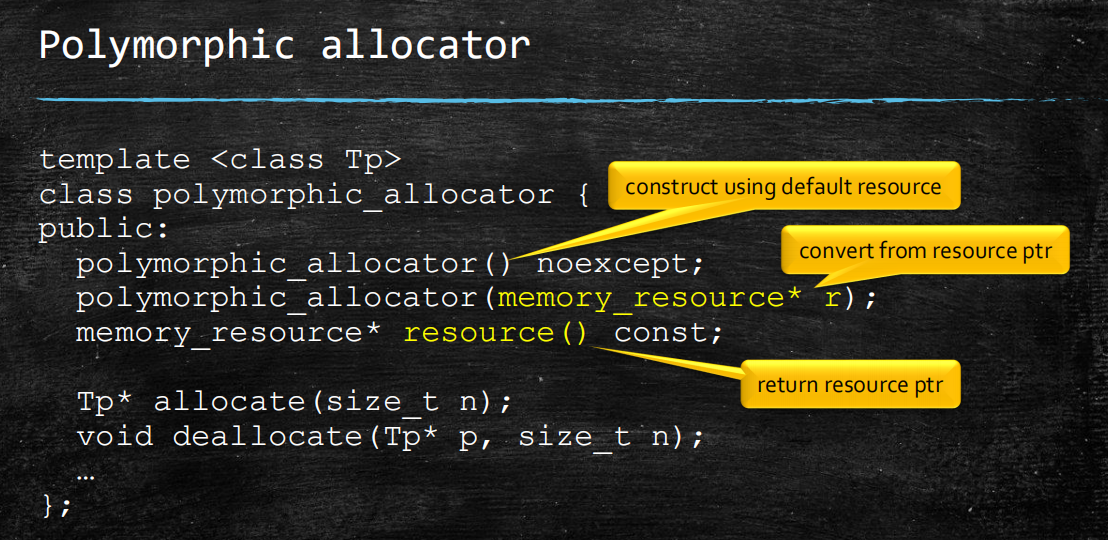 Polymorphic allocator
template <class Tp>
class polymorphic_allocator {
construct using default resource
public:
polymorphic_allocator() noexcept;
convert from resource ptr
polymorphic_allocator(memory_resource* r);
memory_resource* resource() const;
return resource ptr
Tp* allocate(size_t n);
void deallocate(Tp* p, size_t n);
…
};